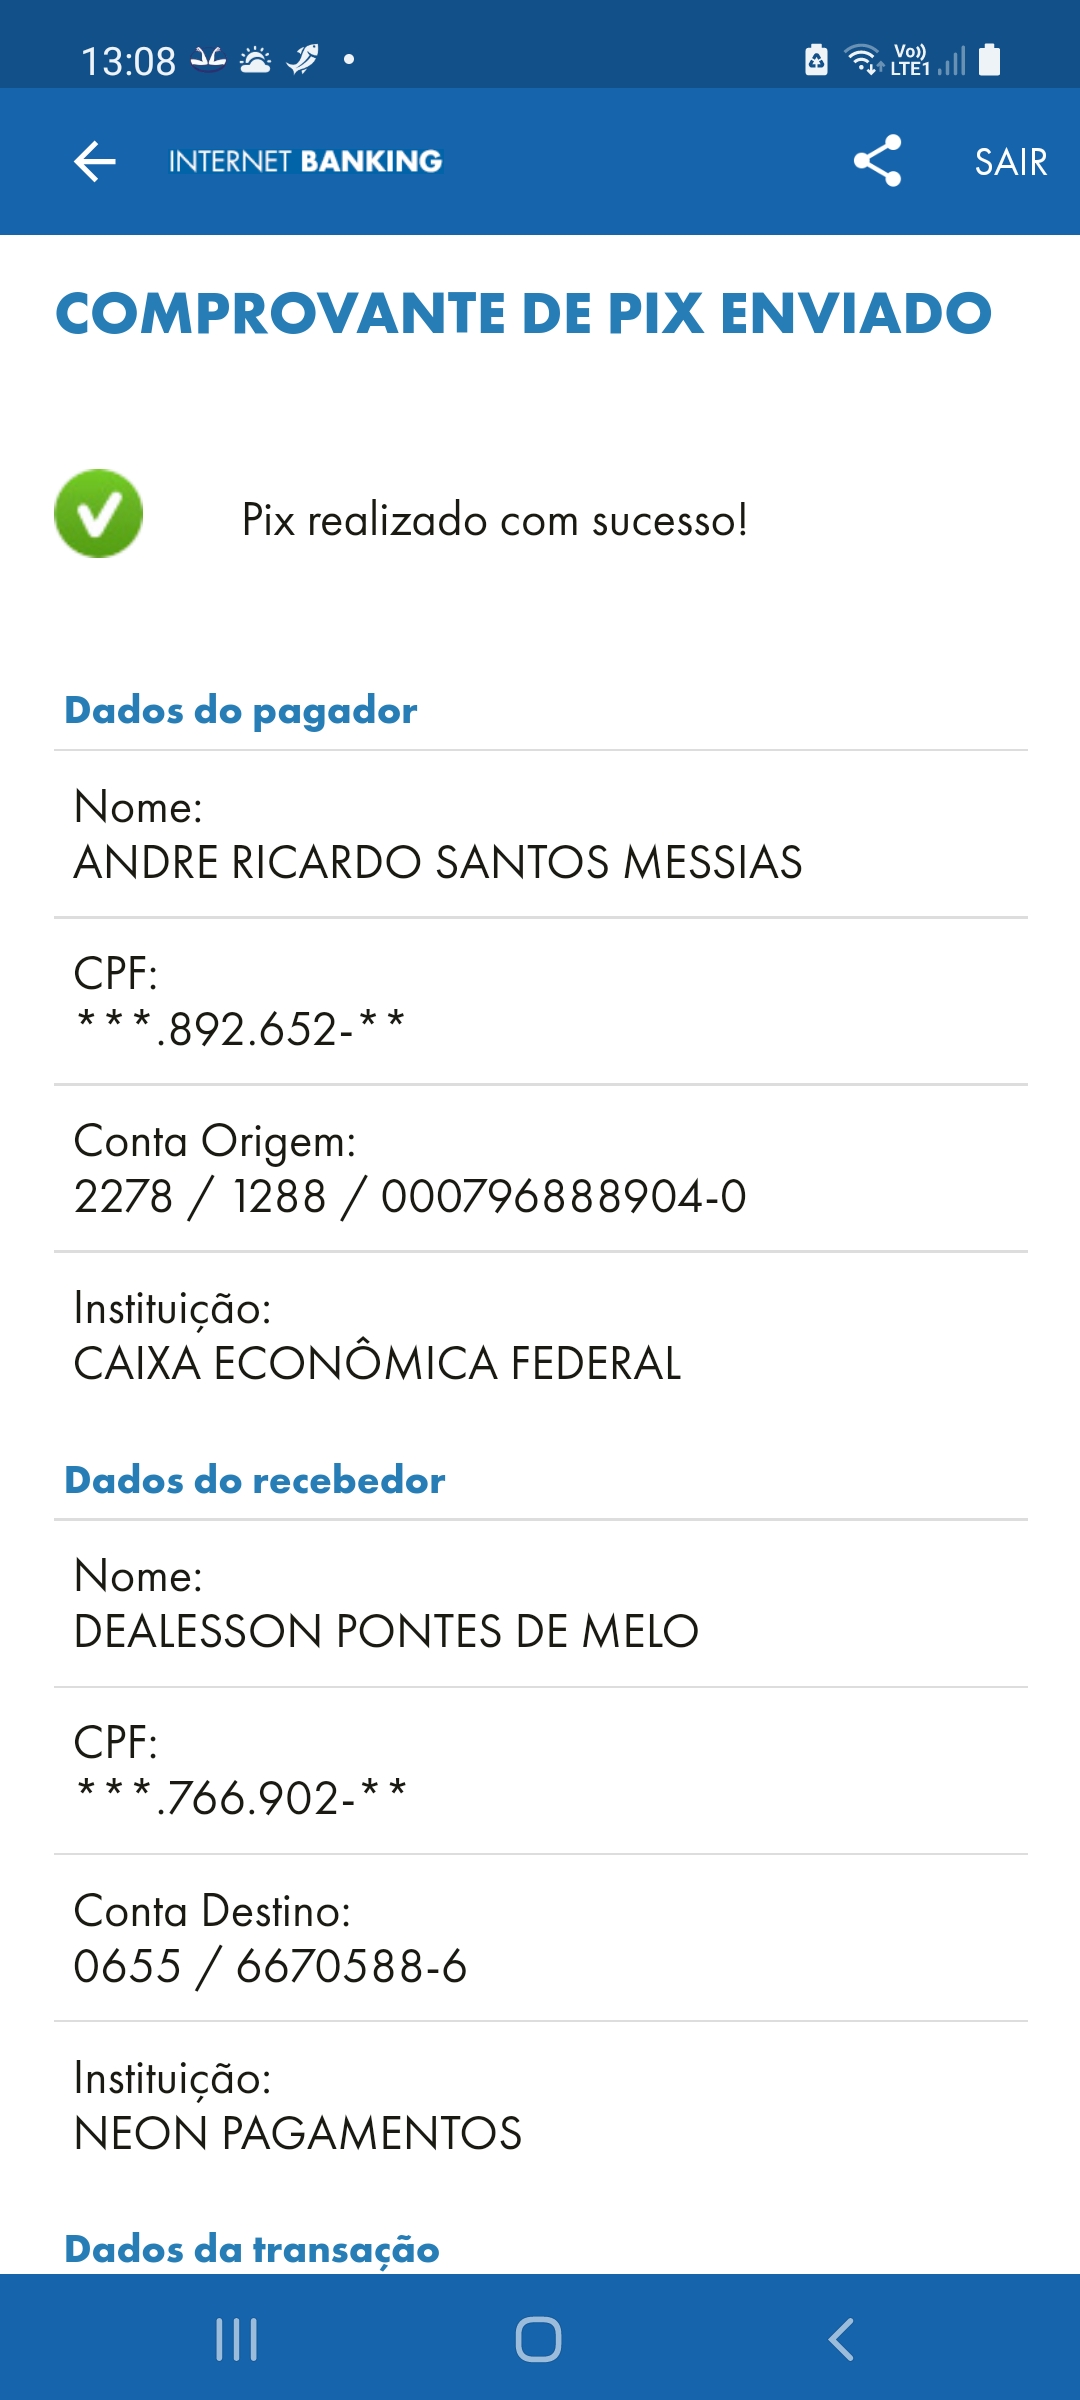 13:08
Vo)) LTE1
INTERNET BANKING
SAIR
COMPROVANTE DE PIX ENVIADO
Pix realizado com sucesso!
Dados do pagador
Nome:
ANDRE RICARDO SANTOS MESSIAS
CPF:
***.892.652-**
Conta Origem:
2278 / 1288 / 000796888904-0
Instituição:
CAIXA ECONÔMICA FEDERAL
Dados do recebedor
Nome:
DEALESSON PONTES DE MELO
CPF:
***.766.902-**
Conta Destino:
0655 / 6670588-6
Instituição:
NEON PAGAMENTOS
Dados da transação